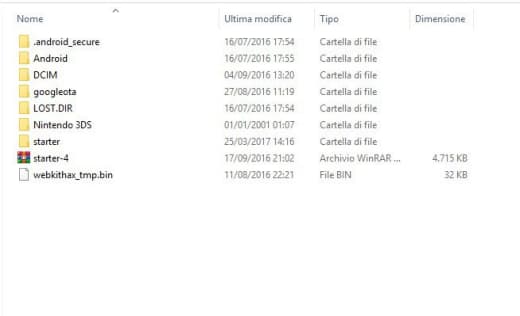 Nome Ultima modifica Tipo Dimensione
.android_secure 16/07/2016 17:54 Cartella di file
Android 16/07/2016 17:55 Cartella di file
DCIM 04/09/2016 13:20 Cartella di file
googleota 27/08/2016 11:19 Cartella di file
LOST.DIR 16/07/2016 17:54 Cartella di file
Nintendo 3DS 01/01/2001 01:07 Cartella di file
starter 25/03/2017 14:16 Cartella di file
starter-4 17/09/2016 21:02 Archivio WinRAR ... 4.715 KB
webkithax_tmp.bin 11/08/2016 22:21 File BIN 32 KB